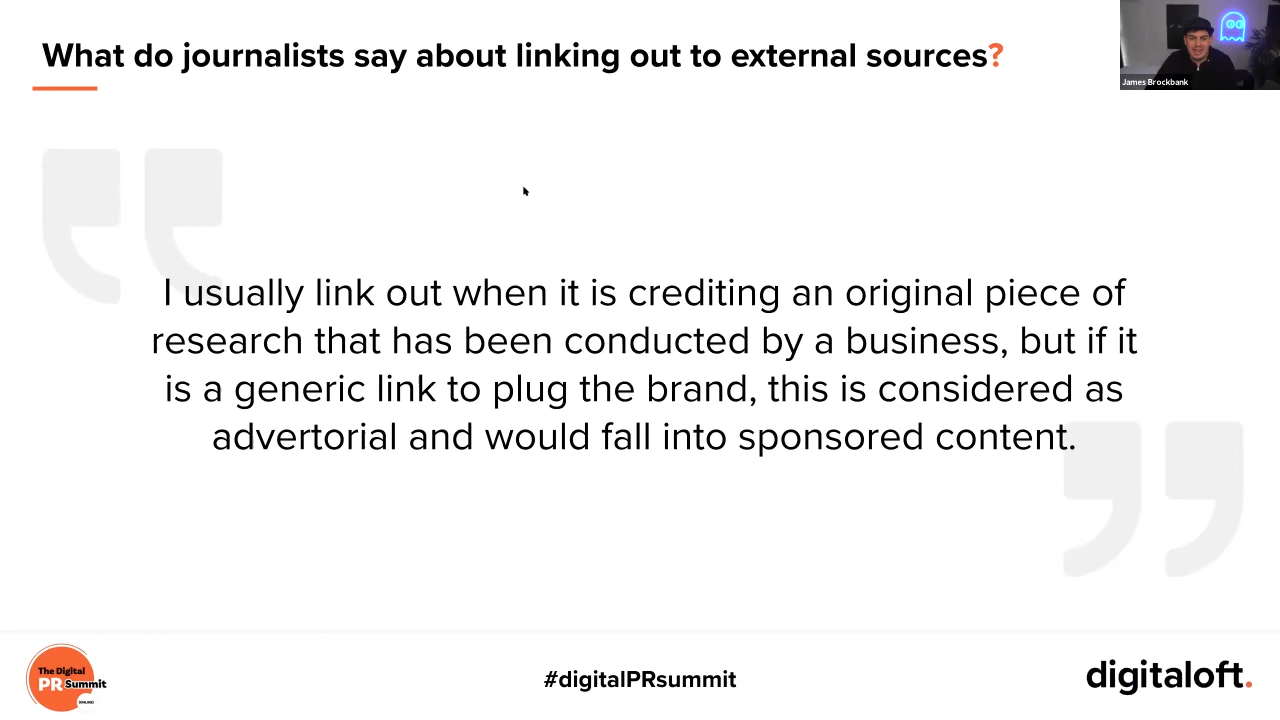 What do journalists say about linking out to external sources?
James Brockbank
I usually link out when it is crediting an original piece of
research that has been conducted by a business, but if it
is a generic link to plug the brand, this is considered as
advertorial and would fall into sponsored content.
The Digital
PR Summit
(ONLINE)
#digitalPRsummit
digitaloft.